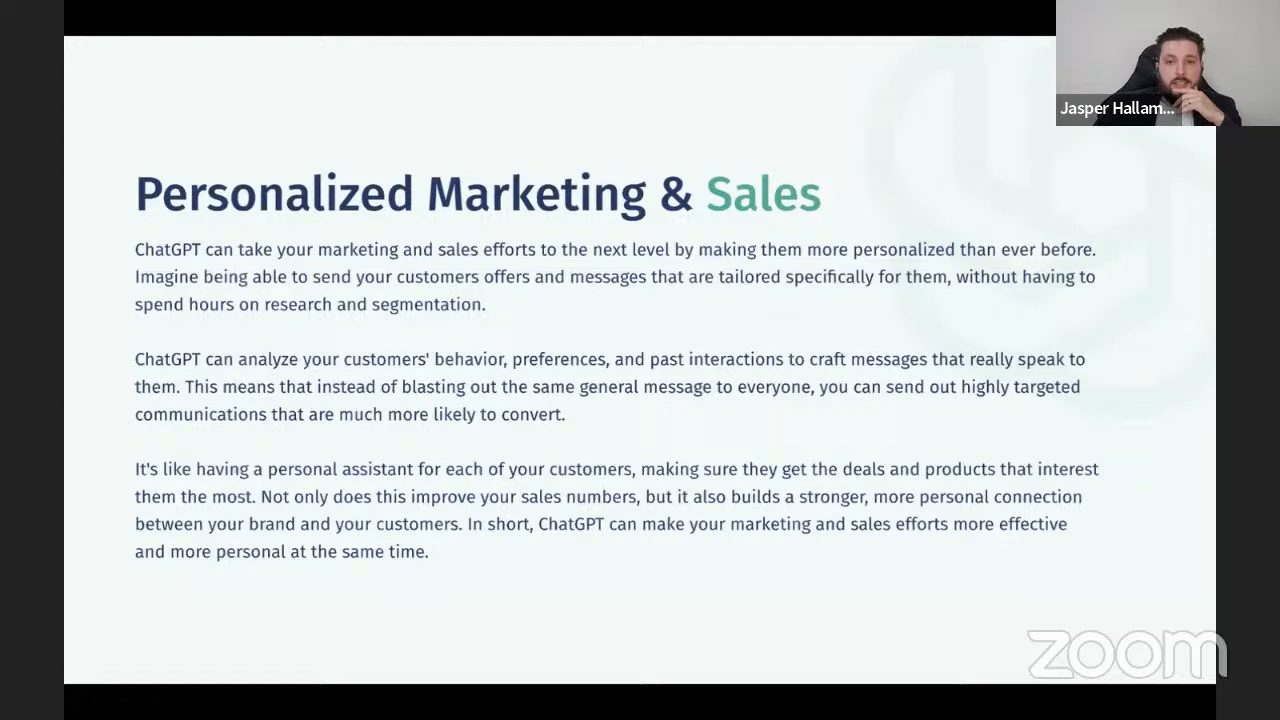 Jasper Hallam...
Personalized Marketing & Sales
ChatGPT can take your marketing and sales efforts to the next level by making them more personalized than ever before.
Imagine being able to send your customers offers and messages that are tailored specifically for them, without having to
spend hours on research and segmentation.
ChatGPT can analyze your customers' behavior, preferences, and past interactions to craft messages that really speak to
them. This means that instead of blasting out the same general message to everyone, you can send out highly targeted
communications that are much more likely to convert.
It's like having a personal assistant for each of your customers, making sure they get the deals and products that interest
them the most. Not only does this improve your sales numbers, but it also builds a stronger, more personal connection
between your brand and your customers. In short, ChatGPT can make your marketing and sales efforts more effective
and more personal at the same time.
zoom